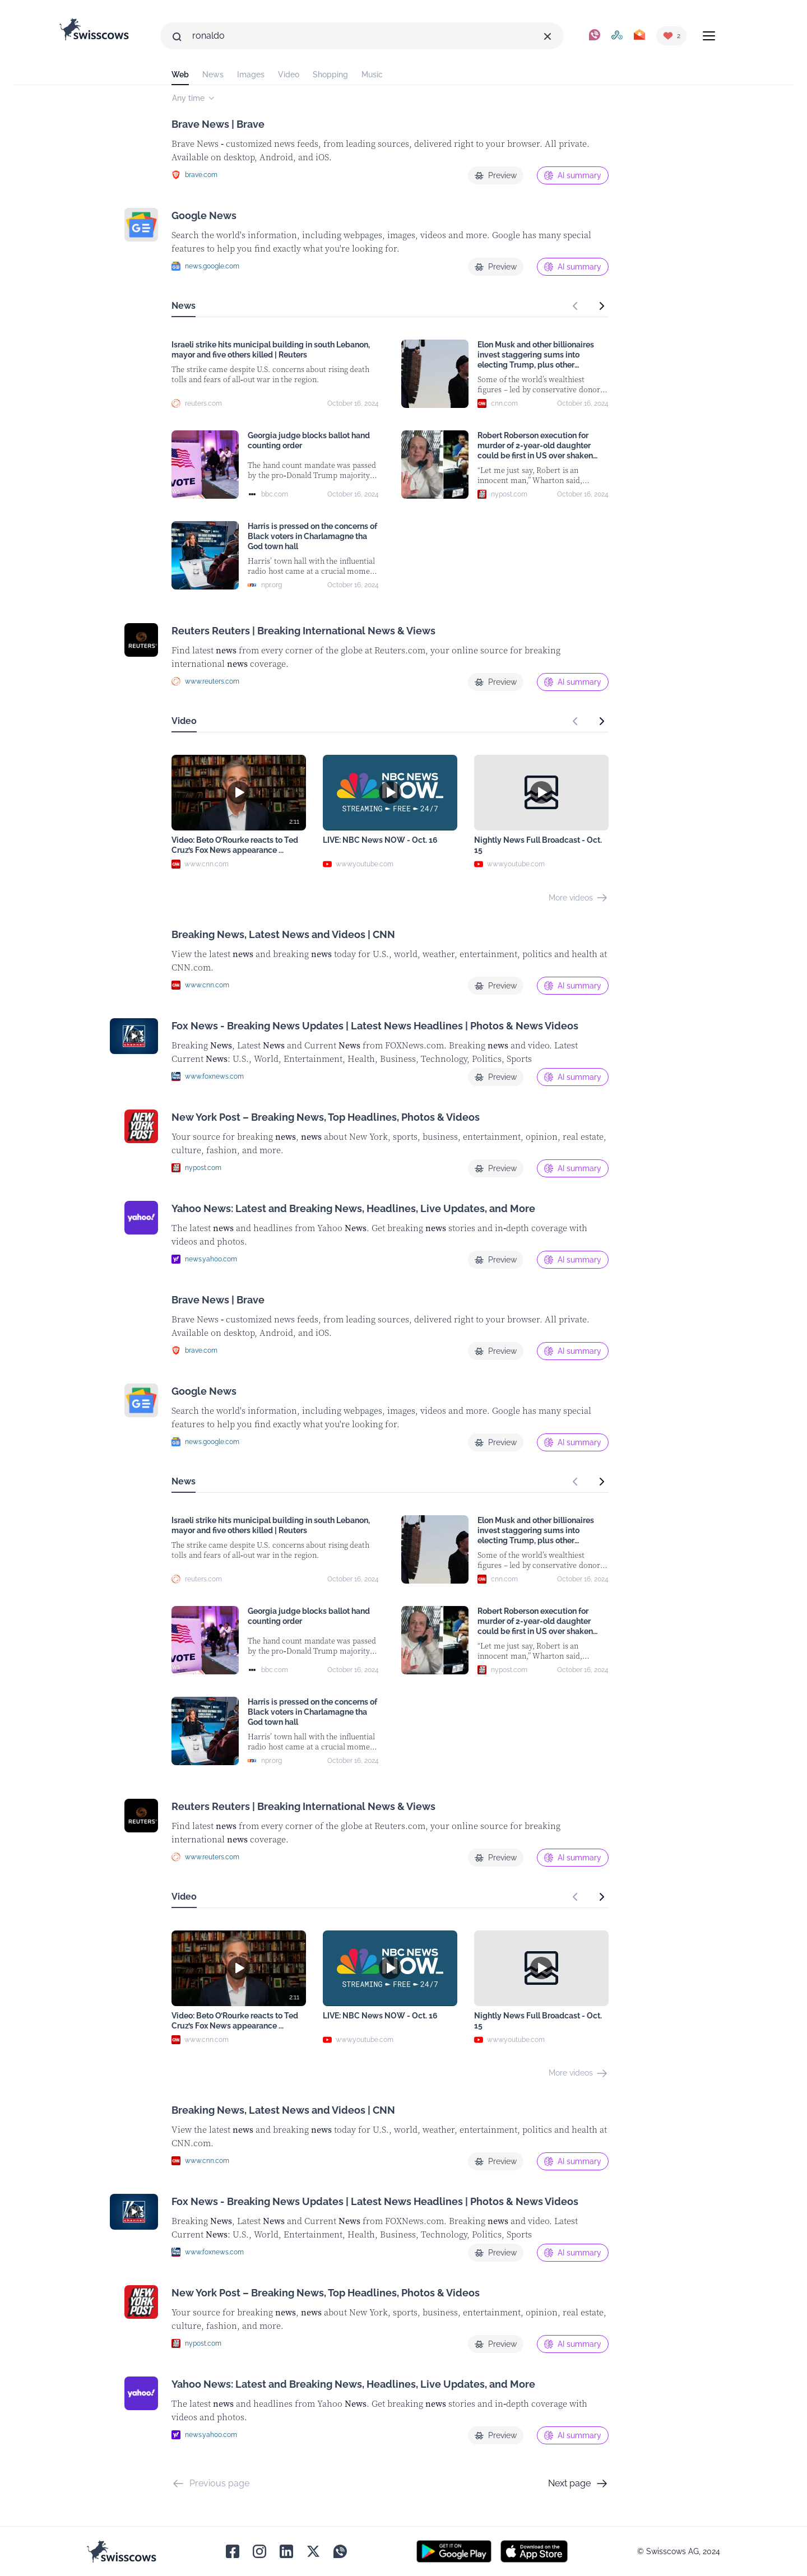 swisscows
ronaldo
2
Web News Images Video Shopping Music
Any time
Brave News | Brave
Brave News - customized news feeds, from leading sources, delivered right to your browser. All private.
Available on desktop, Android, and iOS.
brave.com Preview AI summary
Google News
Search the world's information, including webpages, images, videos and more. Google has many special
features to help you find exactly what you're looking for.
news.google.com Preview AI summary
News
Israeli strike hits municipal building in south Lebanon,
mayor and five others killed | Reuters
The strike came despite U.S. concerns about rising death
tolls and fears of all-out war in the region.
reuters.com October 16, 2024
Elon Musk and other billionaires
invest staggering sums into
electing Trump, plus other...
Some of the world's wealthiest
figures – led by conservative donor...
cnn.com October 16, 2024
VOTE
Georgia judge blocks ballot hand
counting order
The hand count mandate was passed
by the pro-Donald Trump majority...
bbc.com October 16, 2024
Robert Roberson execution for
murder of 2-year-old daughter
could be first in US over shaken...
"Let me just say, Robert is an
innocent man," Wharton said,...
nypost.com October 16, 2024
Harris is pressed on the concerns of
Black voters in Charlamagne tha
God town hall
Harris' town hall with the influential
radio host came at a crucial mome...
npr.org October 16, 2024
REUTERS
Reuters Reuters | Breaking International News & Views
Find latest news from every corner of the globe at Reuters.com, your online source for breaking
international news coverage.
www.reuters.com Preview AI summary
Video
2:11
NBC NEWS
NOW
STREAMING FREE 24/7
Video: Beto O'Rourke reacts to Ted
Cruz's Fox News appearance ...
www.cnn.com
LIVE: NBC News NOW - Oct. 16
www.youtube.com
Nightly News Full Broadcast - Oct.
15
www.youtube.com
More videos
Breaking News, Latest News and Videos | CNN
View the latest news and breaking news today for U.S., world, weather, entertainment, politics and health at
CNN.com.
www.cnn.com Preview AI summary
Fox News - Breaking News Updates | Latest News Headlines | Photos & News Videos
Breaking News, Latest News and Current News from FOXNews.com. Breaking news and video. Latest
Current News: U.S., World, Entertainment, Health, Business, Technology, Politics, Sports
www.foxnews.com Preview AI summary
NEW YORK POST
New York Post – Breaking News, Top Headlines, Photos & Videos
Your source for breaking news, news about New York, sports, business, entertainment, opinion, real estate,
culture, fashion, and more.
nypost.com Preview AI summary
yahoo!
Yahoo News: Latest and Breaking News, Headlines, Live Updates, and More
The latest news and headlines from Yahoo News. Get breaking news stories and in-depth coverage with
videos and photos.
news.yahoo.com Preview AI summary
Brave News | Brave
Brave News - customized news feeds, from leading sources, delivered right to your browser. All private.
Available on desktop, Android, and iOS.
brave.com Preview AI summary
Google News
Search the world's information, including webpages, images, videos and more. Google has many special
features to help you find exactly what you're looking for.
news.google.com Preview AI summary
News
Israeli strike hits municipal building in south Lebanon,
mayor and five others killed | Reuters
The strike came despite U.S. concerns about rising death
tolls and fears of all-out war in the region.
reuters.com October 16, 2024
Elon Musk and other billionaires
invest staggering sums into
electing Trump, plus other...
Some of the world's wealthiest
figures – led by conservative donor...
cnn.com October 16, 2024
VOTE
Georgia judge blocks ballot hand
counting order
The hand count mandate was passed
by the pro-Donald Trump majority...
bbc.com October 16, 2024
Robert Roberson execution for
murder of 2-year-old daughter
could be first in US over shaken...
"Let me just say, Robert is an
innocent man," Wharton said,...
nypost.com October 16, 2024
Harris is pressed on the concerns of
Black voters in Charlamagne tha
God town hall
Harris' town hall with the influential
radio host came at a crucial mome...
npr.org October 16, 2024
REUTERS
Reuters Reuters | Breaking International News & Views
Find latest news from every corner of the globe at Reuters.com, your online source for breaking
international news coverage.
www.reuters.com Preview AI summary
Video
2:11
NBC NEWS
NOW
STREAMING FREE 24/7
Video: Beto O'Rourke reacts to Ted
Cruz's Fox News appearance ...
www.cnn.com
LIVE: NBC News NOW - Oct. 16
www.youtube.com
Nightly News Full Broadcast - Oct.
15
www.youtube.com
More videos
Breaking News, Latest News and Videos | CNN
View the latest news and breaking news today for U.S., world, weather, entertainment, politics and health at
CNN.com.
www.cnn.com Preview AI summary
Fox News - Breaking News Updates | Latest News Headlines | Photos & News Videos
Breaking News, Latest News and Current News from FOXNews.com. Breaking news and video. Latest
Current News: U.S., World, Entertainment, Health, Business, Technology, Politics, Sports
www.foxnews.com Preview AI summary
NEW YORK POST
New York Post – Breaking News, Top Headlines, Photos & Videos
Your source for breaking news, news about New York, sports, business, entertainment, opinion, real estate,
culture, fashion, and more.
nypost.com Preview AI summary
yahoo!
Yahoo News: Latest and Breaking News, Headlines, Live Updates, and More
The latest news and headlines from Yahoo News. Get breaking news stories and in-depth coverage with
videos and photos.
news.yahoo.com Preview AI summary
Previous page Next page
swisscows
GET IT ON
Google Play
Download on the
App Store
© Swisscows AG, 2024